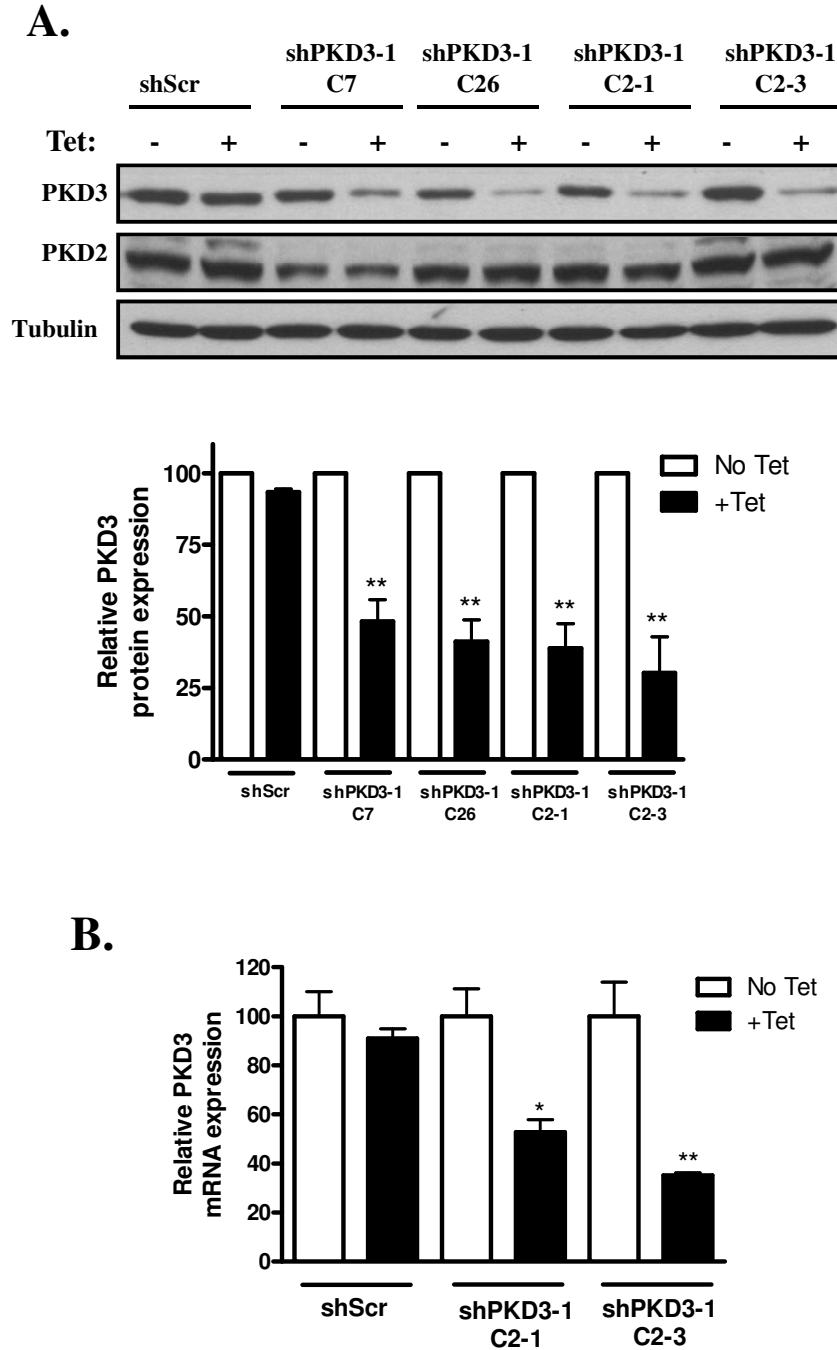 A.
shScr shPKD3-1 C7 shPKD3-1 C26 shPKD3-1 C2-1 shPKD3-1 C2-3
Tet: - + - + - + - + - +
PKD3
PKD2
Tubulin
Relative PKD3
protein expression
100
75
50
25
0
** ** ** **
No Tet
+Tet
shScr shPKD3-1 C7 shPKD3-1 C26 shPKD3-1 C2-1 shPKD3-1 C2-3
B.
Relative PKD3
mRNA expression
120
100
80
60
40
20
0
* **
No Tet
+Tet
shScr shPKD3-1 C2-1 shPKD3-1 C2-3